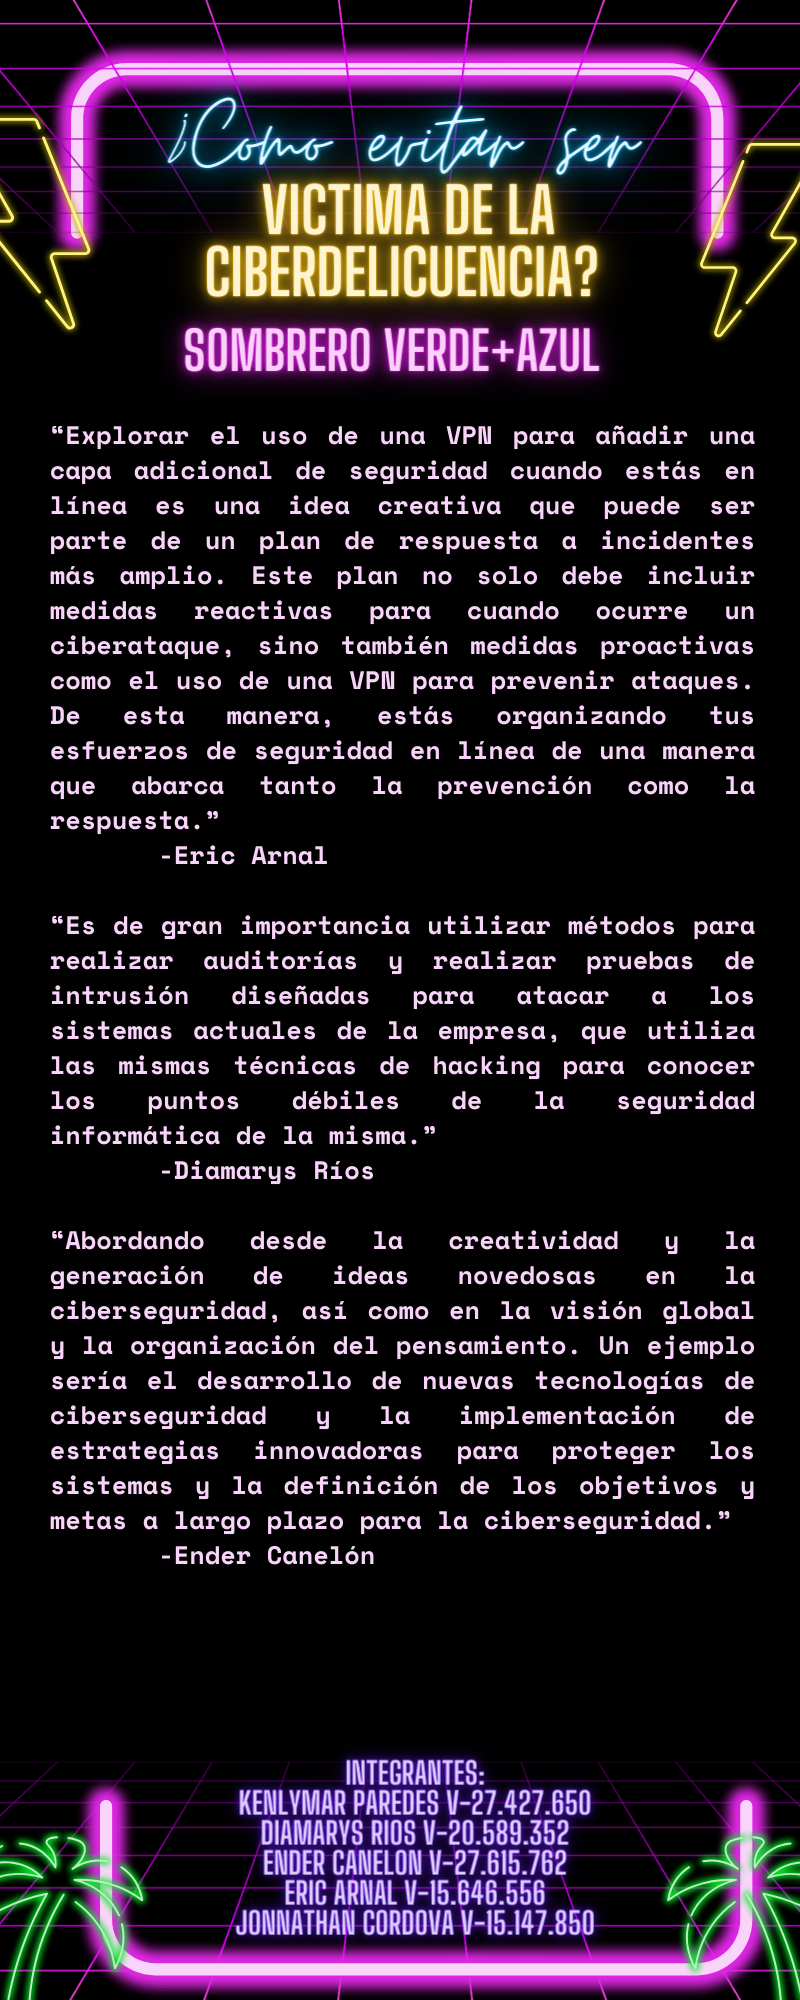 ¿Como evitar ser
VICTIMA DE LA
CIBERDELICUENCIA?
SOMBRERO VERDE+AZUL
“Explorar el uso de una VPN para añadir una
capa adicional de seguridad cuando estás en
línea es una idea creativa que puede ser
parte de un plan de respuesta a incidentes
más amplio. Este plan no solo debe incluir
medidas reactivas para cuando ocurre un
ciberataque, sino también medidas proactivas
como el uso de una VPN para prevenir ataques.
De esta manera, estás organizando tus
esfuerzos de seguridad en línea de una manera
que abarca tanto la prevención como la
respuesta.”
-Eric Arnal
“Es de gran importancia utilizar métodos para
realizar auditorías y realizar pruebas de
intrusión diseñadas para atacar a los
sistemas actuales de la empresa, que utiliza
las mismas técnicas de hacking para conocer
los puntos débiles de la seguridad
informática de la misma.”
-Diamarys Ríos
“Abordando desde la creatividad y la
generación de ideas novedosas en la
ciberseguridad, así como en la visión global
y la organización del pensamiento. Un ejemplo
sería el desarrollo de nuevas tecnologías de
ciberseguridad y la implementación de
estrategias innovadoras para proteger los
sistemas y la definición de los objetivos y
metas a largo plazo para la ciberseguridad.”
-Ender Canelón
INTEGRANTES:
KENLYMAR PAREDES V-27.427.650
DIAMARYS RIOS V-20.589.352
ENDER CANELON V-27.615.762
ERIC ARNAL V-15.646.556
JONNATHAN CORDOVA V-15.147.850